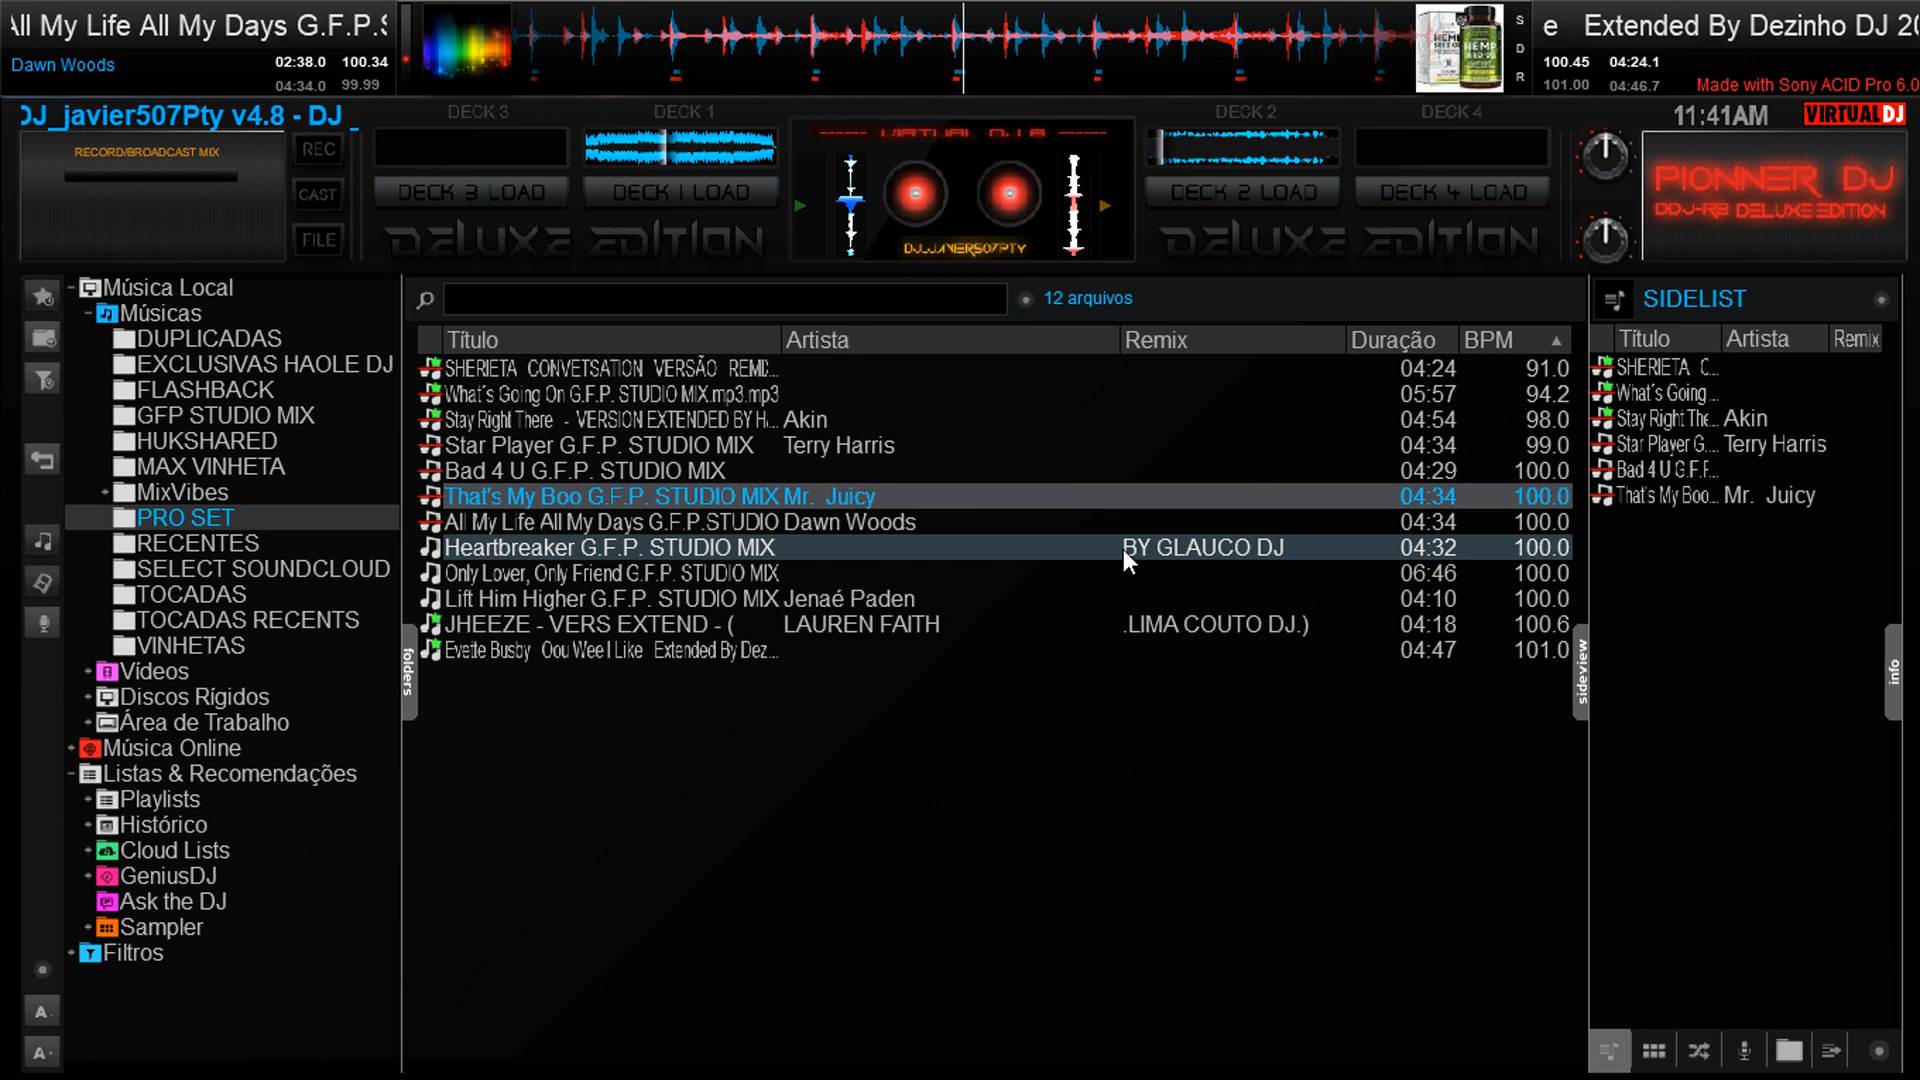 All My Life All My Days G.F.P.S
Dawn Woods
02:38.0 100.34
04:34.0 99.99
S
D
R
e Extended By Dezinho DJ 20
100.45 04:24.1
101.00 04:46.7
Made with Sony ACID Pro 6.0
DJ_javier507Pty v4.8 - DJ _
DECK 3
DECK 1
DECK 2
DECK 4
11:41AM
VIRTUALDJ
RECORD/BROADCAST MIX
REC
CAST
FILE
DECK 3 LOAD
DECK 1 LOAD
VIRTUAL DJ 8
DECK 2 LOAD
DECK 4 LOAD
DELUXE EDITION
DJ_JAVIER507PTY
DELUXE EDITION
PIONNER DJ
DDJ-RB DELUXE EDITION
Música Local
Músicas
DUPLICADAS
EXCLUSIVAS HAOLE DJ
FLASHBACK
GFP STUDIO MIX
HUKSHARED
MAX VINHETA
MixVibes
PRO SET
RECENTES
SELECT SOUNDCLOUD
TOCADAS
TOCADAS RECENTS
VINHETAS
Vídeos
Discos Rígidos
Área de Trabalho
Música Online
Listas & Recomendações
Playlists
Histórico
Cloud Lists
GeniusDJ
Ask the DJ
Sampler
Filtros
folders
12 arquivos
Título Artista Remix Duração BPM
SHERIETA CONVETSATION VERSÃO REMI... 04:24 91.0
What´s Going On G.F.P. STUDIO MIX.mp3.mp3 05:57 94.2
Stay Right There - VERSION EXTENDED BY H... Akin 04:54 98.0
Star Player G.F.P. STUDIO MIX Terry Harris 04:34 99.0
Bad 4 U G.F.P. STUDIO MIX 04:29 100.0
That's My Boo G.F.P. STUDIO MIX Mr. Juicy 04:34 100.0
All My Life All My Days G.F.P.STUDIO Dawn Woods 04:34 100.0
Heartbreaker G.F.P. STUDIO MIX BY GLAUCO DJ 04:32 100.0
Only Lover, Only Friend G.F.P. STUDIO MIX 06:46 100.0
Lift Him Higher G.F.P. STUDIO MIX Jenaé Paden 04:10 100.0
JHEEZE - VERS EXTEND - ( LAUREN FAITH .LIMA COUTO DJ.) 04:18 100.6
Evette Busby Oou Wee I Like Extended By Dez... 04:47 101.0
sideview
SIDELIST
Título Artista Remix
SHERIETA C...
What´s Going ...
Stay Right The... Akin
Star Player G.... Terry Harris
Bad 4 U G.F.F...
That's My Boo... Mr. Juicy
info
A
A